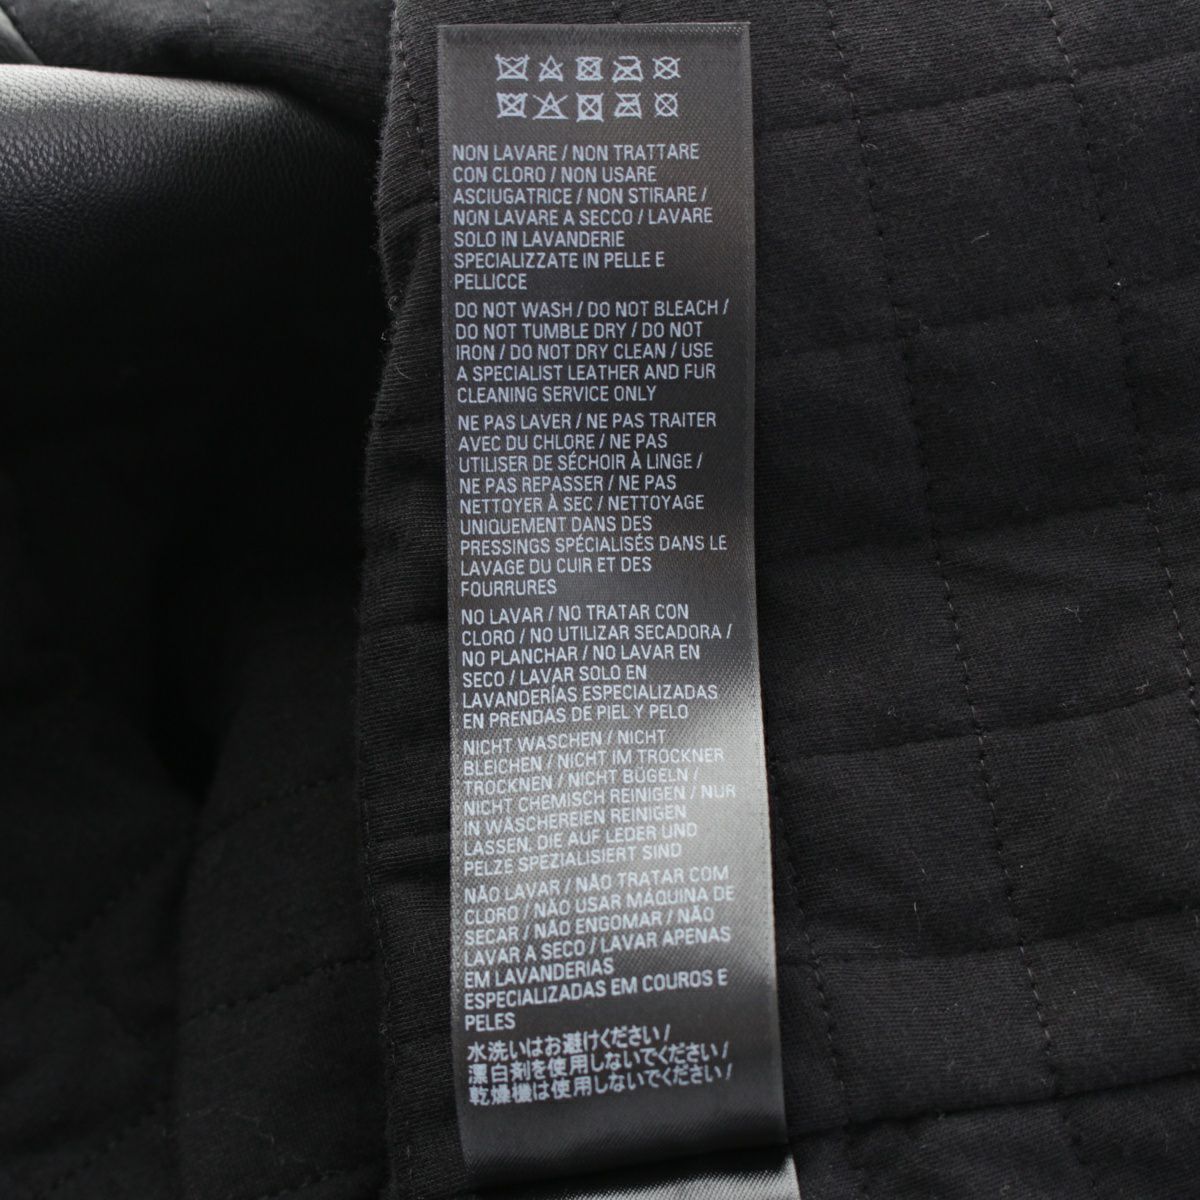 NON LAVARE / NON TRATTARE
CON CLORO / NON USARE
ASCIUGATRICE / NON STIRARE /
NON LAVARE A SECCO / LAVARE
SOLO IN LAVANDERIE
SPECIALIZZATE IN PELLE E
PELLICCE
DO NOT WASH / DO NOT BLEACH /
DO NOT TUMBLE DRY / DO NOT
IRON / DO NOT DRY CLEAN / USE
A SPECIALIST LEATHER AND FUR
CLEANING SERVICE ONLY
NE PAS LAVER / NE PAS TRAITER
AVEC DU CHLORE / NE PAS
UTILISER DE SÉCHOIR À LINGE /
NE PAS REPASSER / NE PAS
NETTOYER À SEC / NETTOYAGE
UNIQUEMENT DANS DES
PRESSINGS SPÉCIALISÉS DANS LE
LAVAGE DU CUIR ET DES
FOURRURES
NO LAVAR / NO TRATAR CON
CLORO / NO UTILIZAR SECADORA /
NO PLANCHAR / NO LAVAR EN
SECO / LAVAR SOLO EN
LAVANDERÍAS ESPECIALIZADAS
EN PRENDAS DE PIEL Y PELO
NICHT WASCHEN / NICHT
BLEICHEN / NICHT IM TROCKNER
TROCKNEN / NICHT BÜGELN /
NICHT CHEMISCH REINIGEN / NUR
IN WÄSCHEREIEN REINIGEN
LASSEN, DIE AUF LEDER UND
PELZE SPEZIALISIERT SIND
NÃO LAVAR / NÃO TRATAR COM
CLORO / NÃO USAR MÁQUINA DE
SECAR / NÃO ENGOMAR / NÃO
LAVAR A SECO / LAVAR APENAS
EM LAVANDERIAS
ESPECIALIZADAS EM COUROS E
PELES
水洗いはお避けください /
漂白剤を使用しないでください /
乾燥機は使用しないでください /